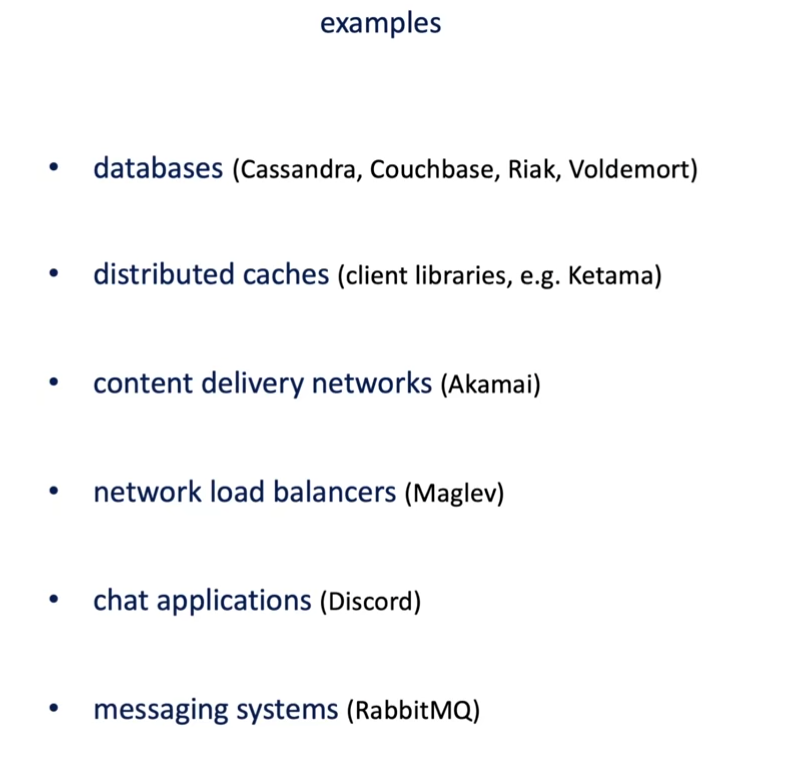 examples
• databases (Cassandra, Couchbase, Riak, Voldemort)
• distributed caches (client libraries, e.g. Ketama)
• content delivery networks (Akamai)
• network load balancers (Maglev)
• chat applications (Discord)
• messaging systems (RabbitMQ)